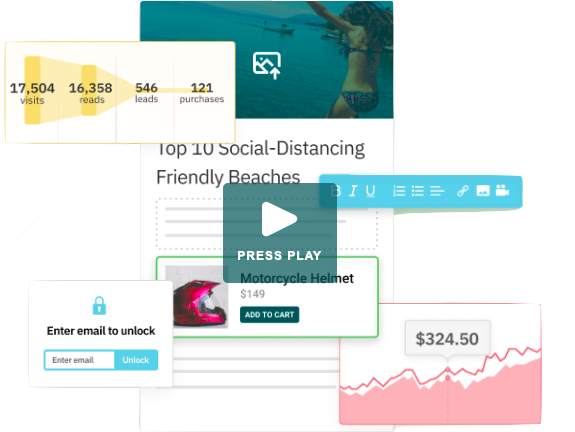 17,504 16,358 546 121
visits reads leads purchases
Top 10 Social-Distancing
Friendly Beaches
B I U
PRESS PLAY
Motorcycle Helmet
$149
ADD TO CART
Enter email to unlock
Enter email Unlock
$324.50